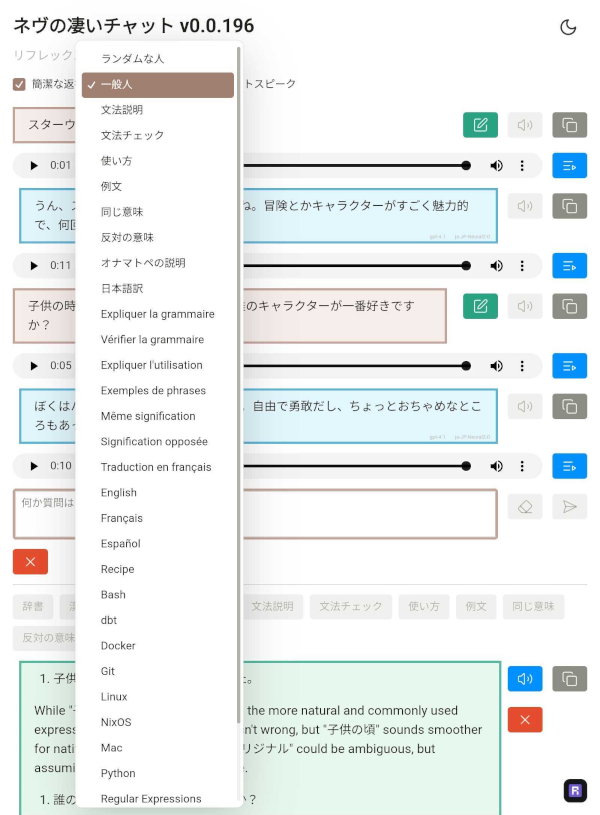 ネヴの凄いチャット v0.0.196
リフレック
簡潔な返
トスピーク
ランダムな人
一般人
文法説明
文法チェック
使い方
例文
同じ意味
反対の意味
オナマトペの説明
日本語訳
Expliquer la grammaire
Vérifier la grammaire
Expliquer l'utilisation
Exemples de phrases
Même signification
Signification opposée
Traduction en français
English
Français
Español
Recipe
Bash
dbt
Docker
Git
Linux
NixOS
Mac
Python
Regular Expressions
スターウ
0:01
うん、ス
ね。冒険とかキャラクターがすごく魅力的
で、何回
gpt-4.1
0:11
子供の時
のキャラクターが一番好きです
か？
0:05
ぼくはハ
。自由で勇敢だし、ちょっとおちゃめなとこ
ろもあっ
gpt-4.1
0:10
何か質問は
辞書
文法説明
文法チェック
使い方
例文
同じ意味
反対の意味
1. 子供
。
While "
the more natural and commonly used
express
n't wrong, but "子供の頃" sounds smoother
for nati
リジナル" could be ambiguous, but
assumi
1. 誰の
？
R